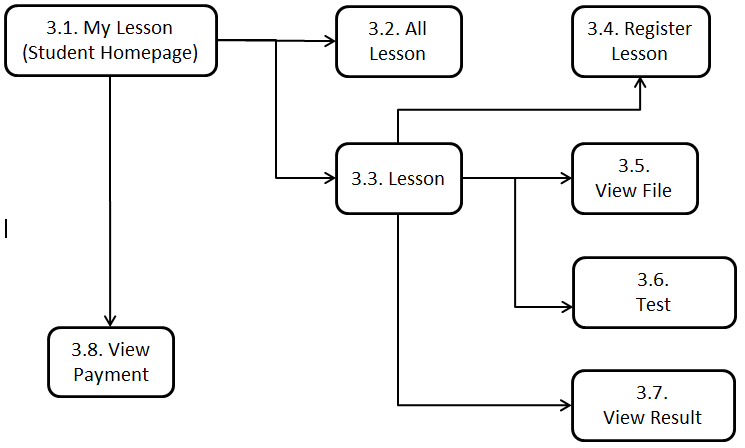 3.1. My Lesson
(Student Homepage)
3.2. All
Lesson
3.4. Register
Lesson
3.3. Lesson
3.5.
View File
3.6.
Test
3.8. View
Payment
3.7.
View Result